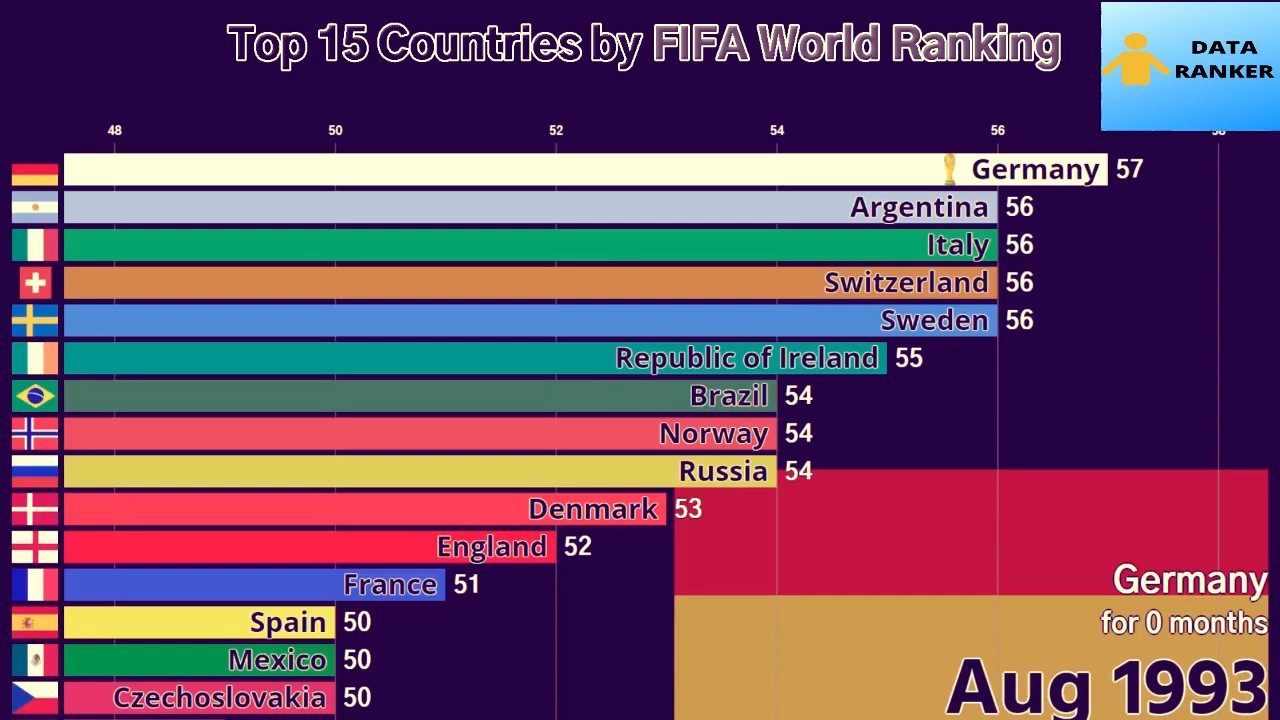 Top 15 Countries by FIFA World Ranking
DATA
RANKER
48 50 52 54 56 58
Germany 57
Argentina 56
Italy 56
Switzerland 56
Sweden 56
Republic of Ireland 55
Brazil 54
Norway 54
Russia 54
Denmark 53
England 52
France 51
Germany
Spain 50
for 0 months
Mexico 50
Czechoslovakia 50
Aug 1993